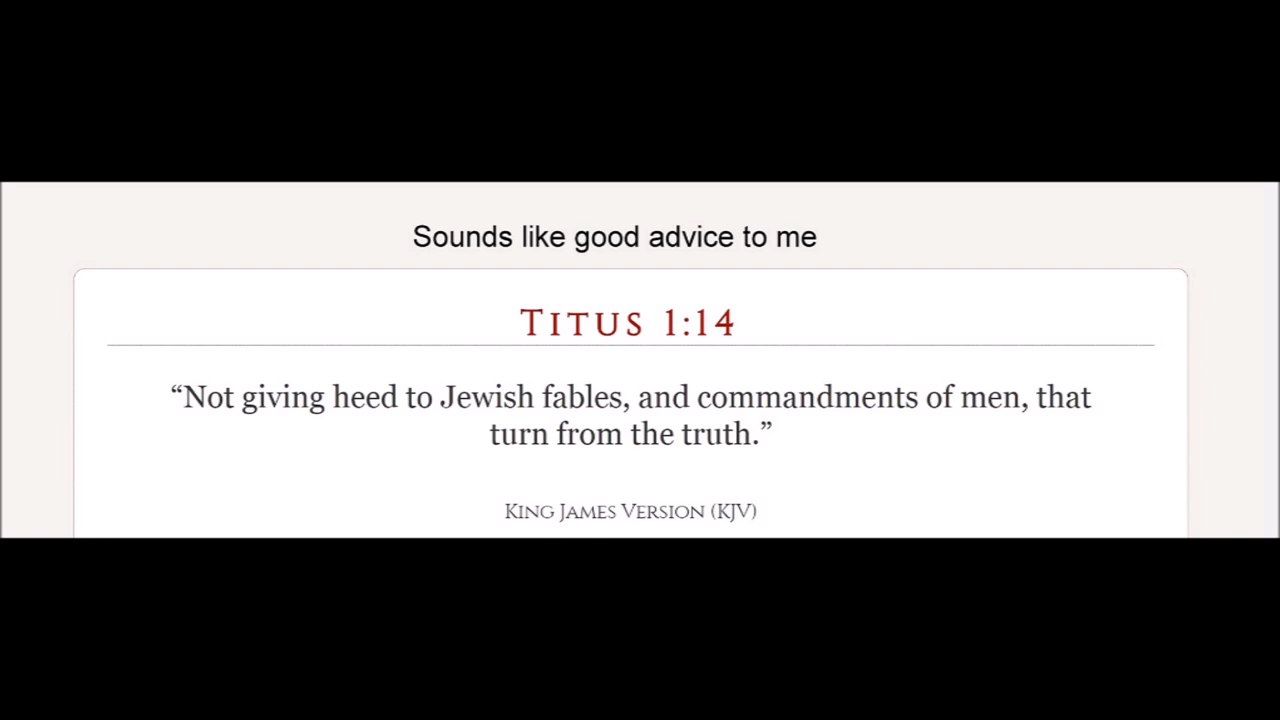 Sounds like good advice to me
TITUS 1:14
“Not giving heed to Jewish fables, and commandments of men, that
turn from the truth.”
KING JAMES VERSION (KJV)